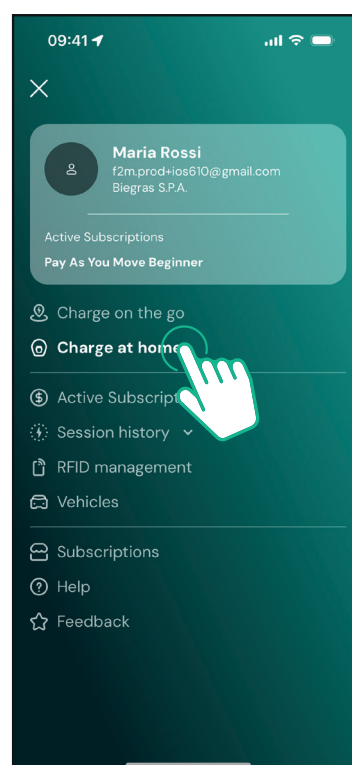 09:41
Maria Rossi
f2m.prod+ios610@gmail.com
Biegras S.P.A.
Active Subscriptions
Pay As You Move Beginner
Charge on the go
Charge at home
Active Subscript
Session history
RFID management
Vehicles
Subscriptions
Help
Feedback